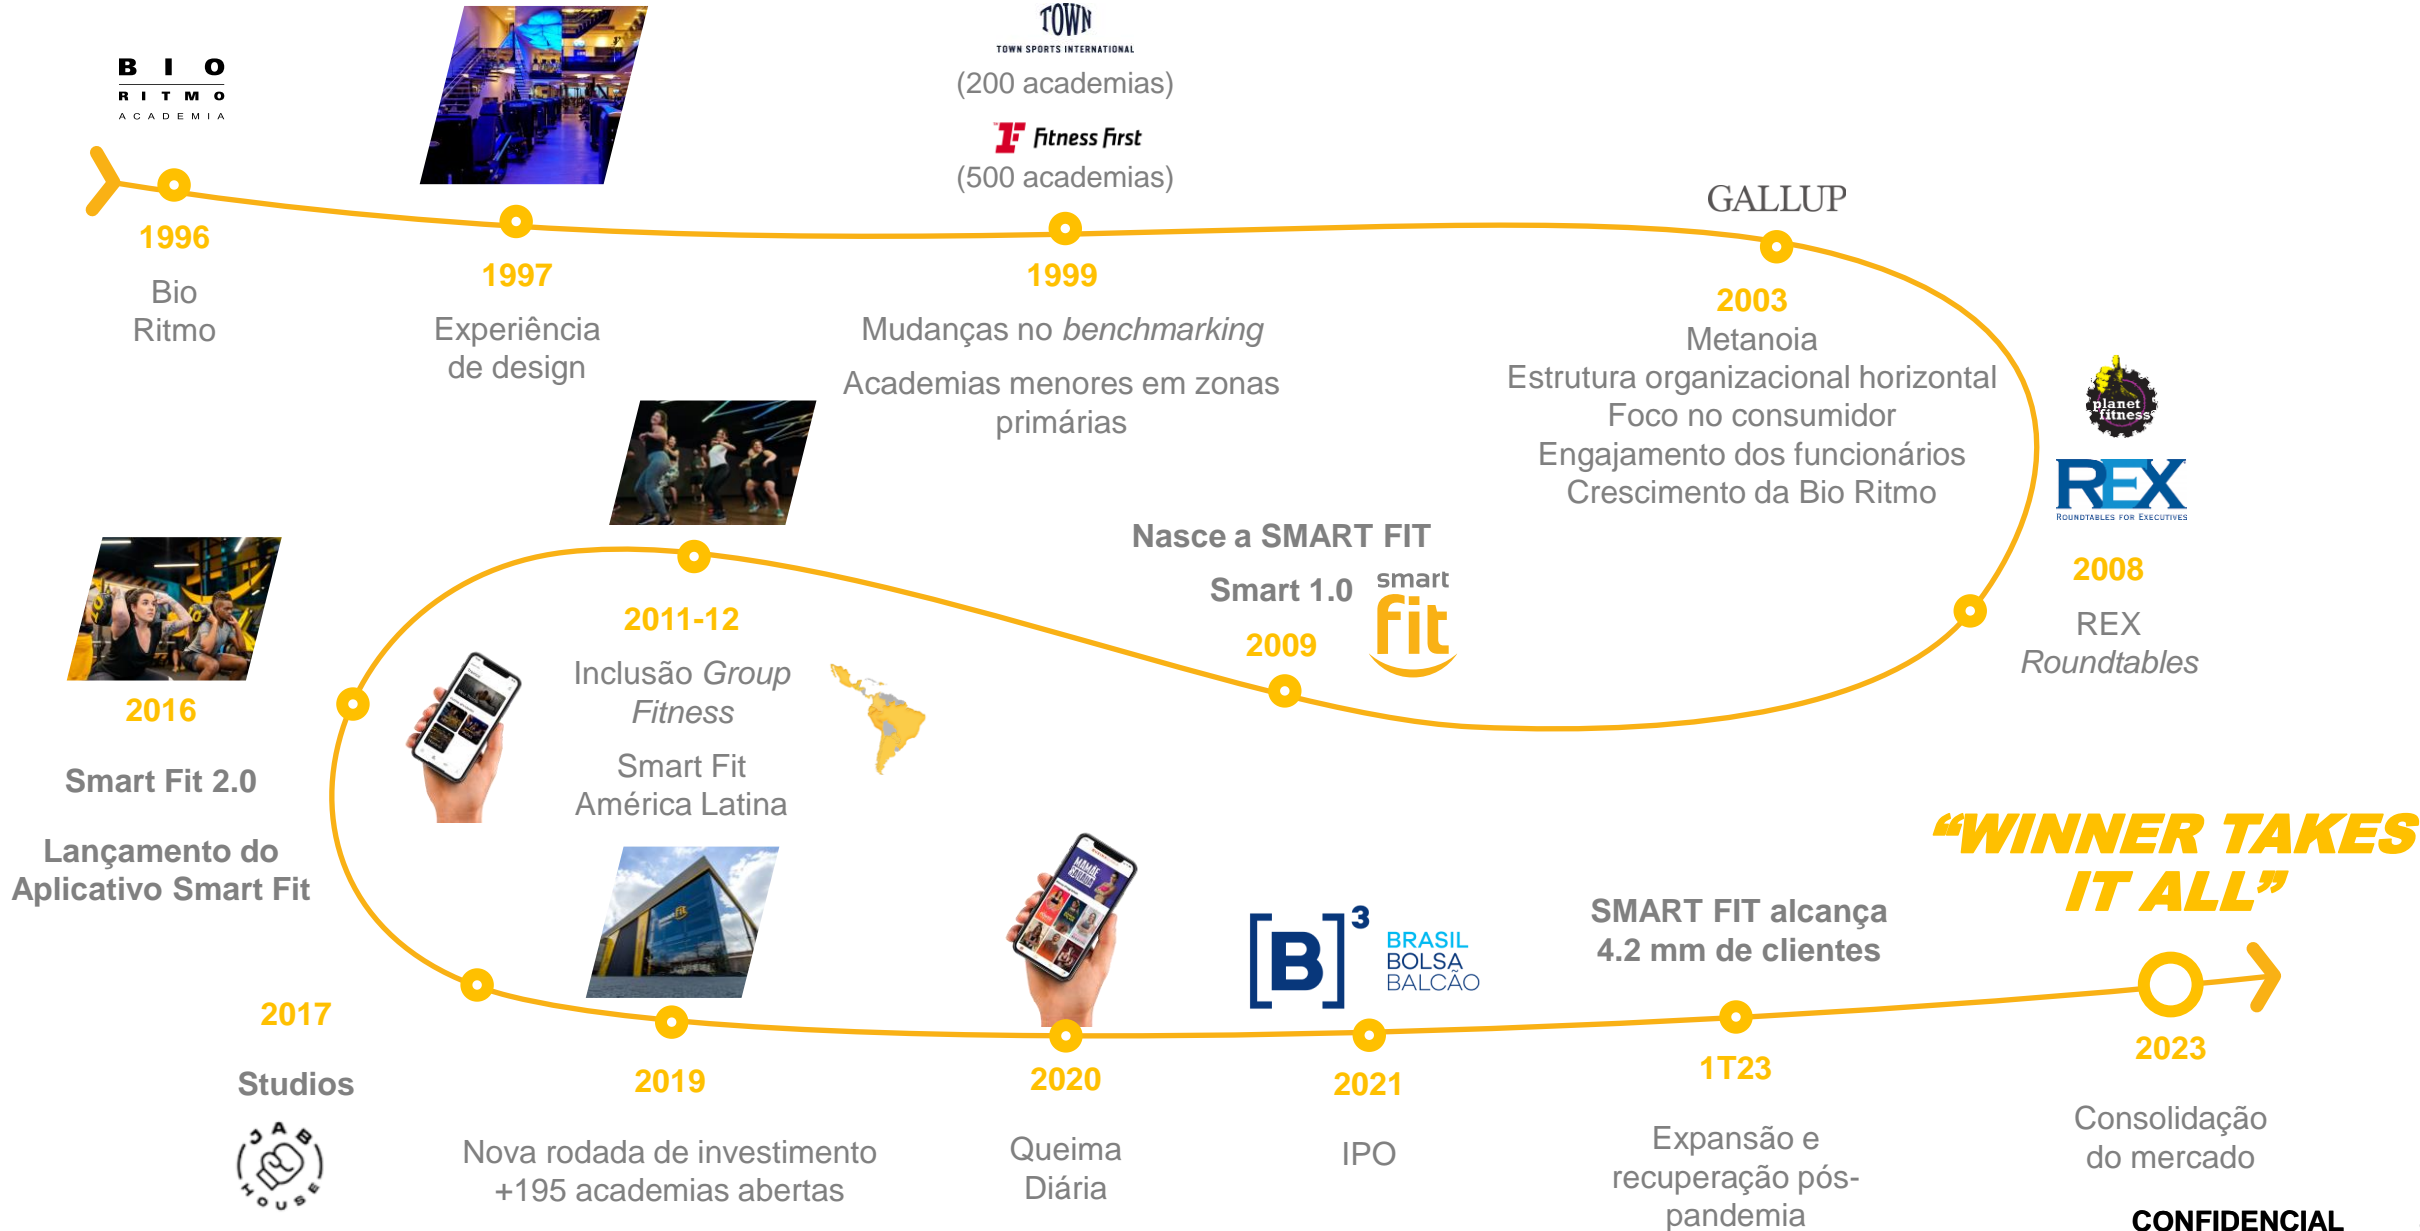 BIO
RITMO
ACADEMIA
1996
Bio
Ritmo
1997
Experiência
de design
TOWN
TOWN SPORTS INTERNATIONAL
(200 academias)
Fitness First
(500 academias)
1999
Mudanças no benchmarking
Academias menores em zonas
primárias
GALLUP
2003
Metanoia
Estrutura organizacional horizontal
Foco no consumidor
Engajamento dos funcionários
Crescimento da Bio Ritmo
planet
fitness
REX
ROUNDTABLES FOR EXECUTIVES
2008
REX
Roundtables
Nasce a SMART FIT
Smart 1.0
smart
fit
2009
2011-12
Inclusão Group
Fitness
Smart Fit
América Latina
2016
Smart Fit 2.0
Lançamento do
Aplicativo Smart Fit
2017
Studios
JAB
HOUSE
fit
2019
Nova rodada de investimento
+195 academias abertas
MAMÃE
SARADA
2020
Queima
Diária
[B]³
BRASIL
BOLSA
BALCÃO
2021
IPO
SMART FIT alcança
4.2 mm de clientes
1T23
Expansão e
recuperação pós-
pandemia
“WINNER TAKES
IT ALL”
2023
Consolidação
do mercado
CONFIDENCIAL